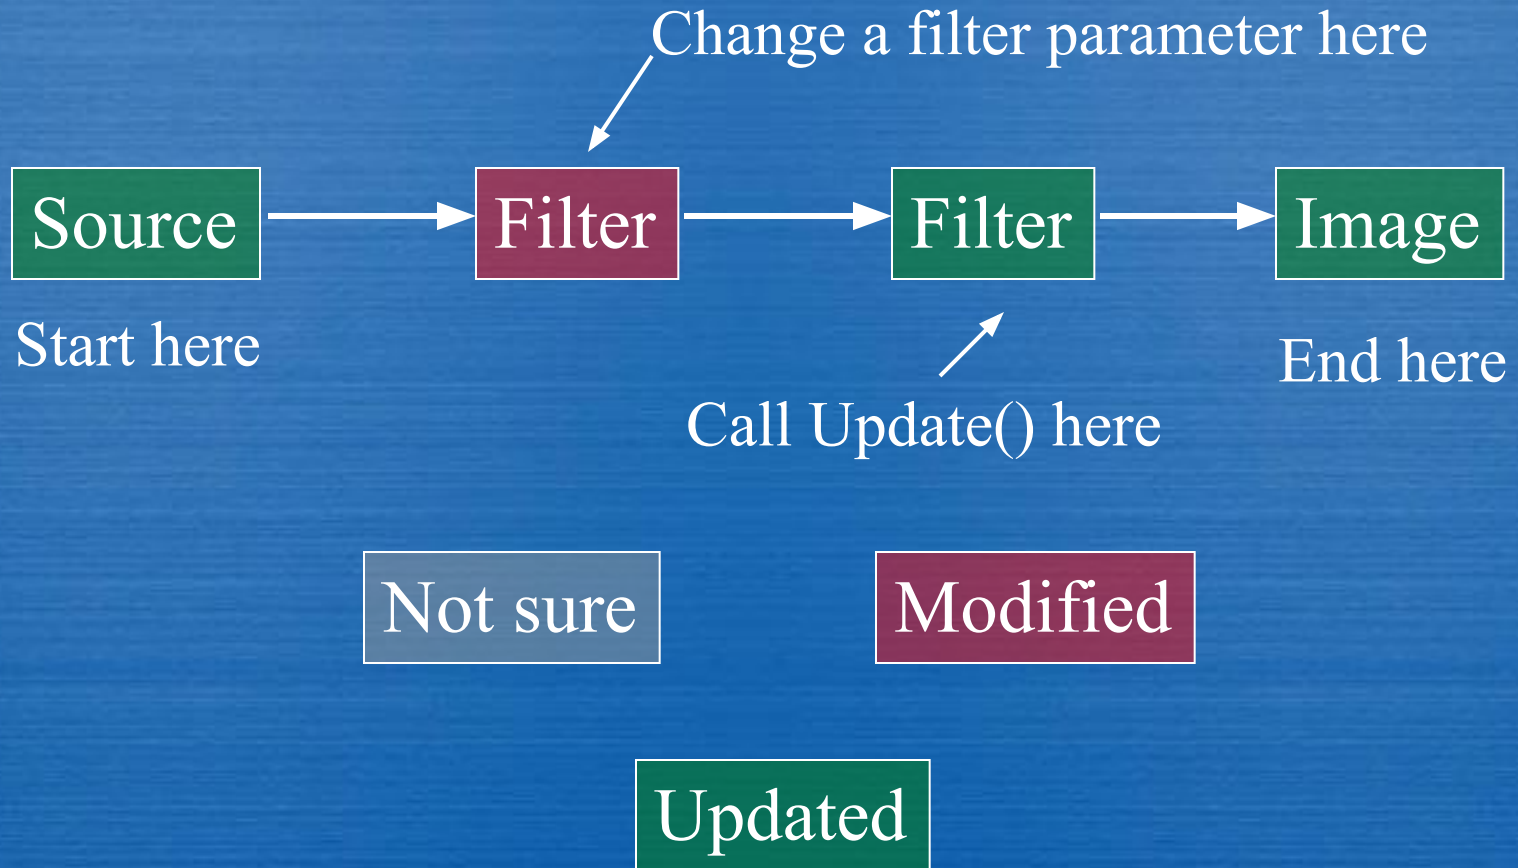 Change a filter parameter here
Source
Filter
Filter
Image
Start here
End here
Call Update() here
Not sure
Modified
Updated